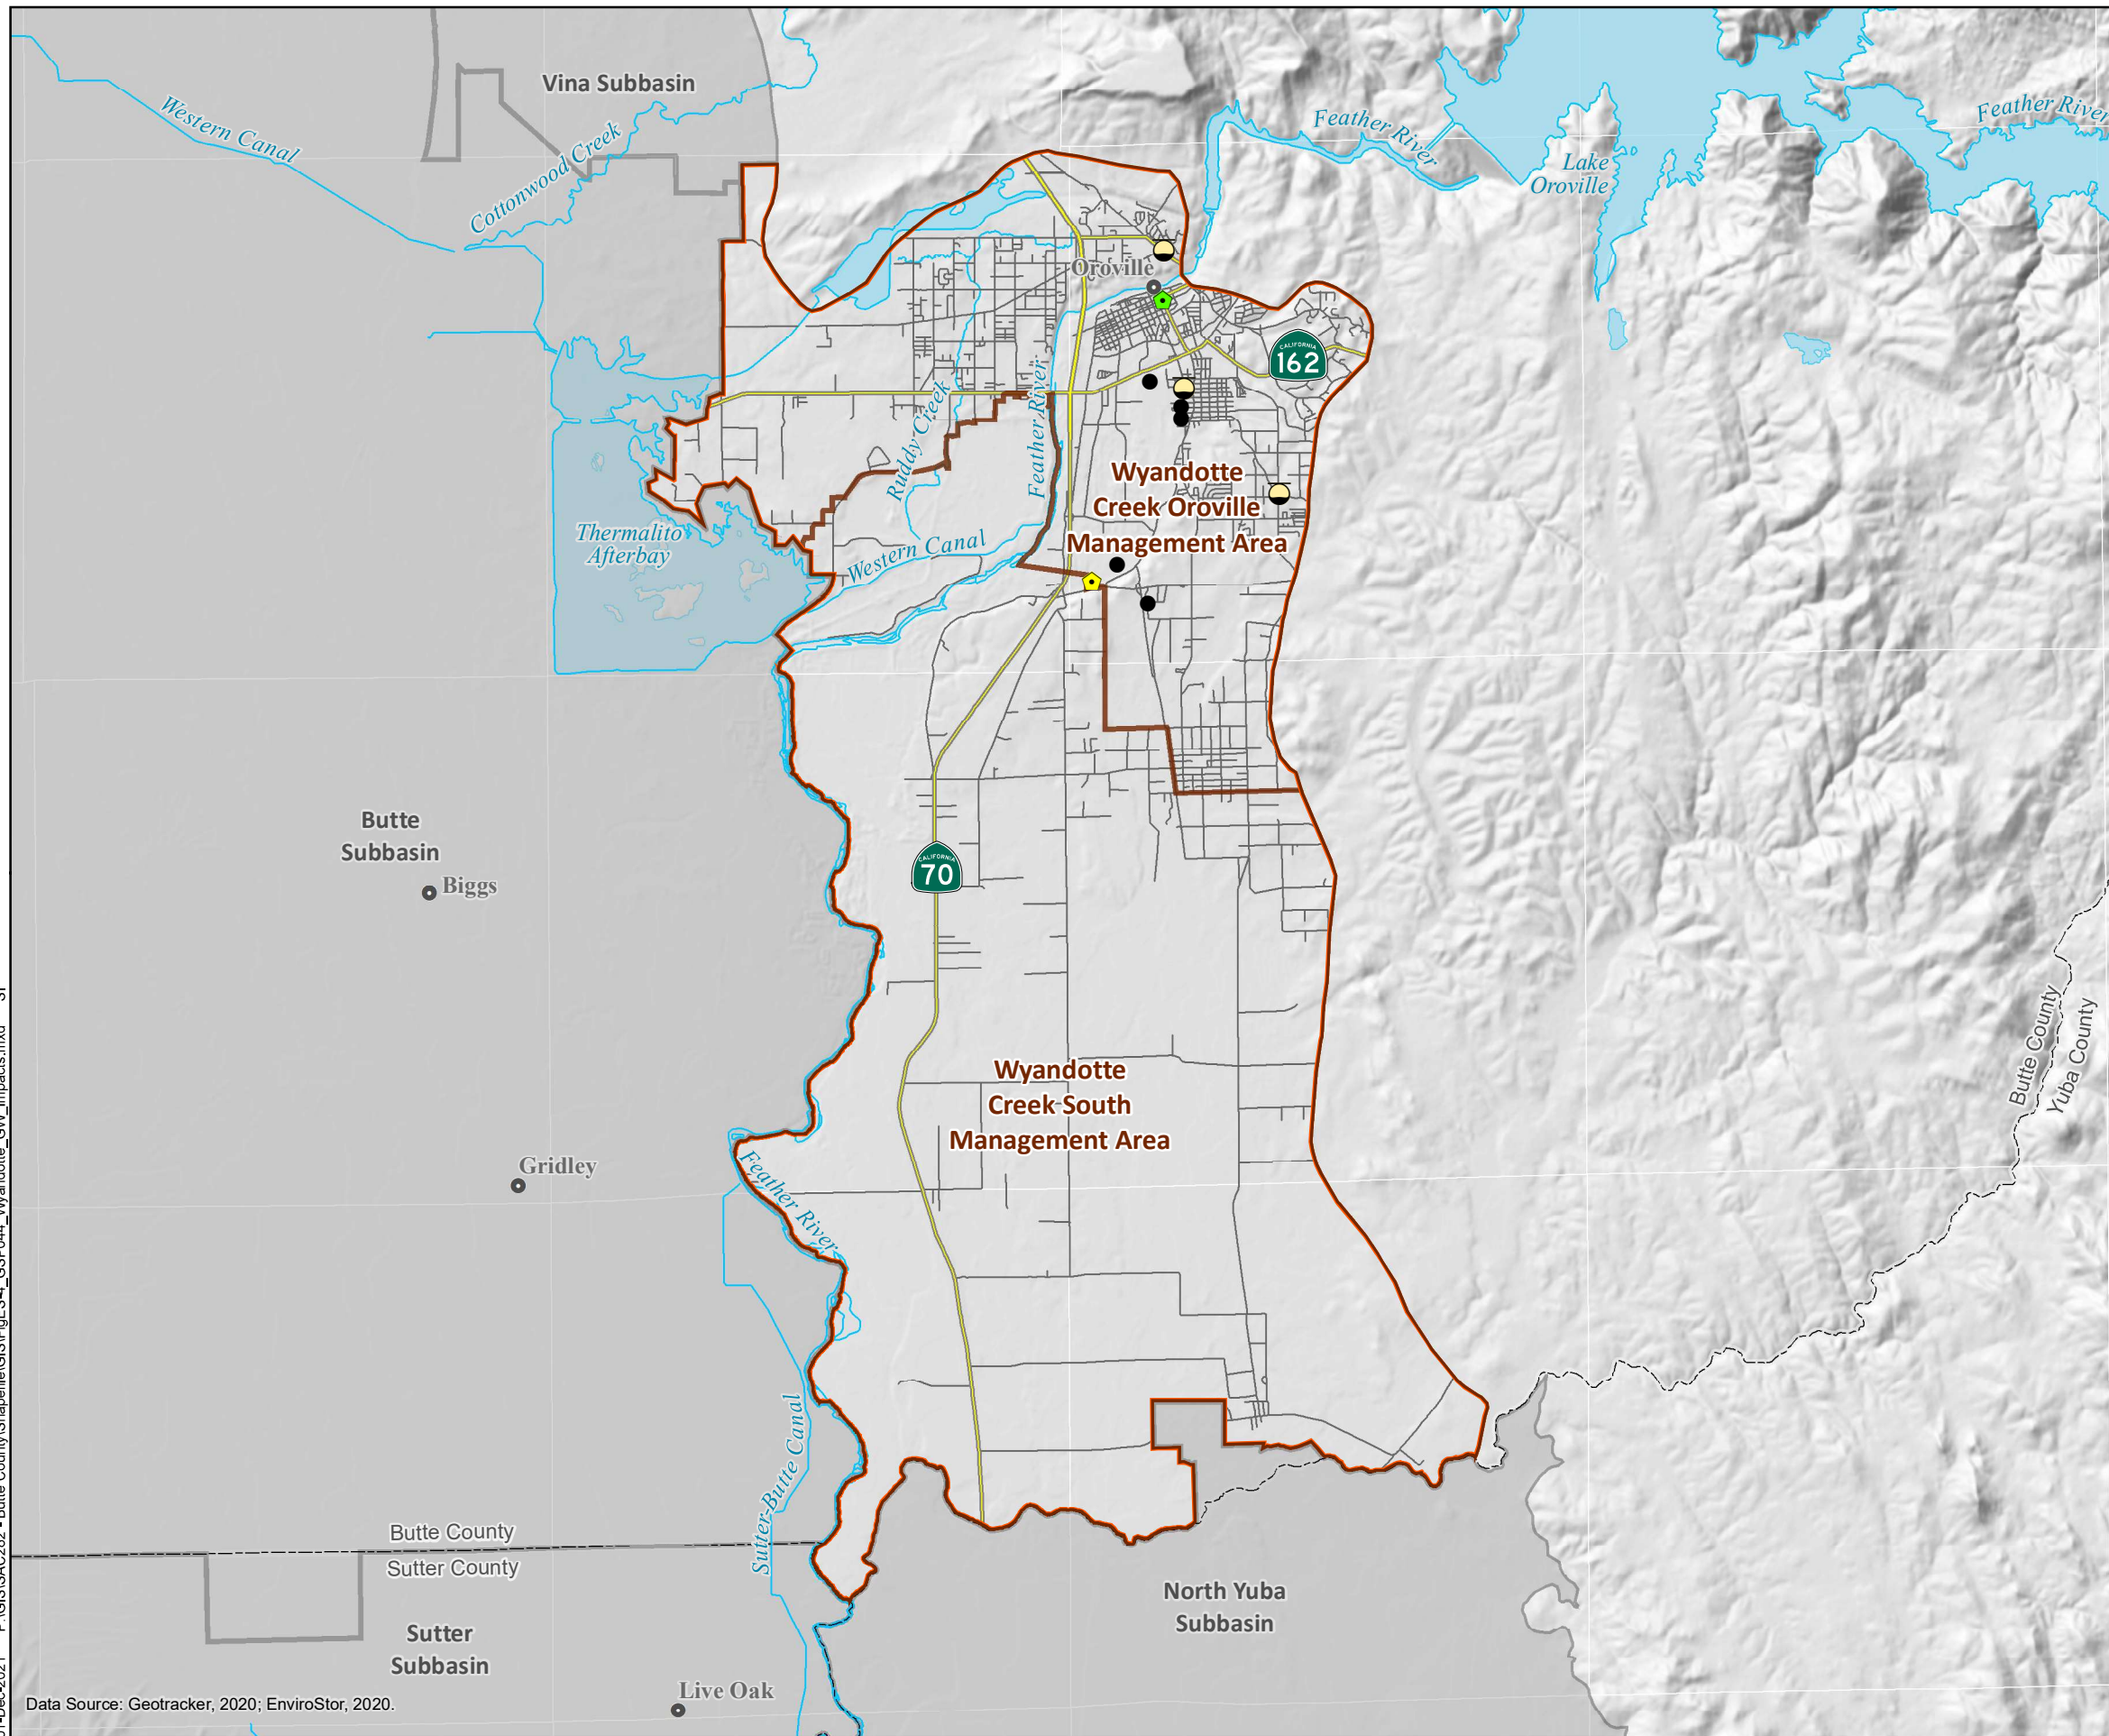 Vina Subbasin
Western Canal
Cottonwood Creek
Feather River
Feather River
Lake
Oroville
Oroville
CALIFORNIA
162
Ruddy Creek
Feather River
Wyandotte
Creek Oroville
Management Area
Thermalito
Afterbay
Western Canal
Butte
Subbasin
Biggs
CALIFORNIA
70
Butte County
Yuba County
Wyandotte
Creek South
Management Area
Gridley
Feather River
Sutter-Butte Canal
Butte County
Sutter County
North Yuba
Subbasin
Sutter
Subbasin
Live Oak
Data Source: Geotracker, 2020; EnviroStor, 2020.